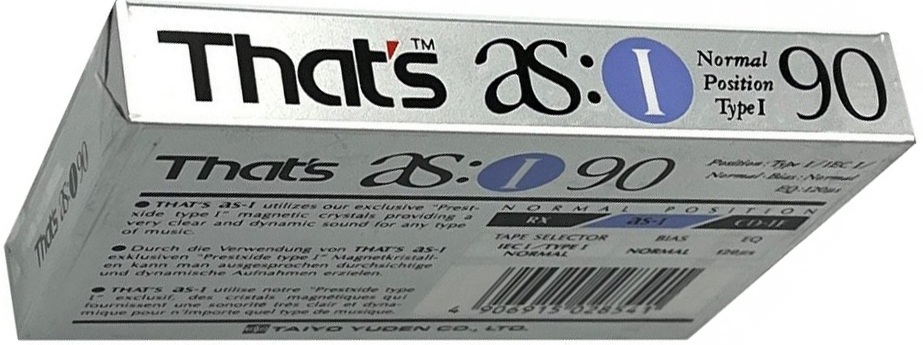 That's™ as: I Normal Position Type I 90
That's as: I 90
Position: Type I / IEC I /
Normal • Bias: Normal
EQ: 120μs
● THAT'S as-I utilizes our exclusive "Prest-
xide type I" magnetic crystals providing a
very clear and dynamic sound for any type
of music.
● Durch die Verwendung von THAT'S as-I
exklusiven "Prestxide type I" Magnetkristall-
en kann man ausgesprochen durchsichtige
und dynamische Aufnahmen erzielen.
● THAT'S as-I utilise notre "Prestxide type
I" exclusif, des cristals magnétiques qui
fournissent une sonorité très clair et dyna-
mique pour n'importe quel type de musique.
NORMAL POSITION
RX as-I CD-IF
TAPE SELECTOR BIAS EQ
IEC I / TYPE I
NORMAL NORMAL 120μs
4 906915 028541
TAIYO YUDEN CO., LTD.
That's as: I 90